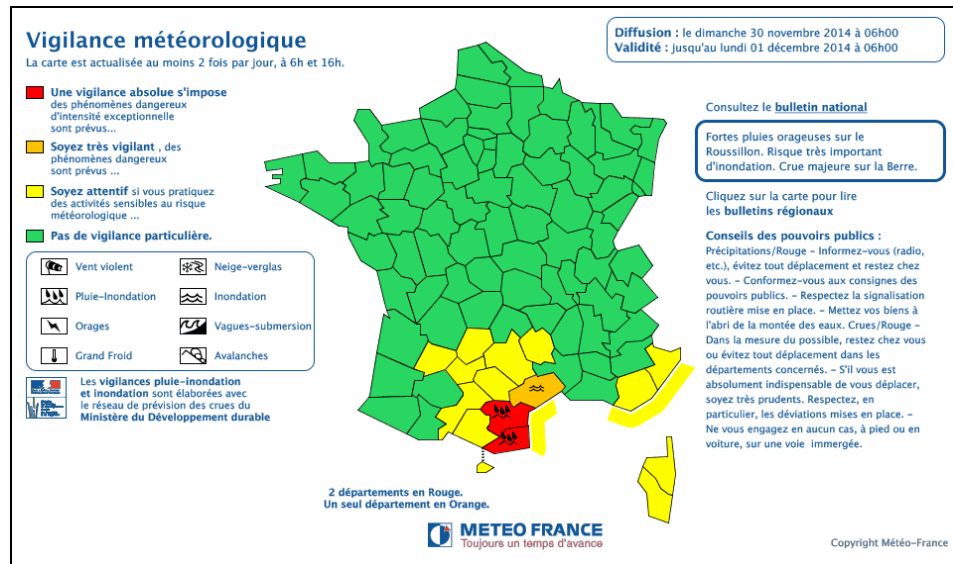 Vigilance météorologique
La carte est actualisée au moins 2 fois par jour, à 6h et 16h.
Une vigilance absolue s'impose
des phénomènes dangereux
d'intensité exceptionnelle
sont prévus...
Soyez très vigilant , des
phénomènes dangereux
sont prévus ...
Soyez attentif si vous pratiquez
des activités sensibles au risque
météorologique ...
Pas de vigilance particulière.
Vent violent
Neige-verglas
Pluie-Inondation
Inondation
Orages
Vagues-submersion
Grand Froid
Avalanches
Les vigilances pluie-inondation
et inondation sont élaborées avec
le réseau de prévision des crues du
Ministère du Développement durable
2 départements en Rouge.
Un seul département en Orange.
METEO FRANCE
Toujours un temps d'avance
Diffusion : le dimanche 30 novembre 2014 à 06h00
Validité : jusqu'au lundi 01 décembre 2014 à 06h00
Consultez le bulletin national
Fortes pluies orageuses sur le
Roussillon. Risque très important
d'inondation. Crue majeure sur la Berre.
Cliquez sur la carte pour lire
les bulletins régionaux
Conseils des pouvoirs publics :
Précipitations/Rouge – Informez-vous (radio,
etc.), évitez tout déplacement et restez chez
vous. – Conformez-vous aux consignes des
pouvoirs publics. – Respectez la signalisation
routière mise en place. – Mettez vos biens à
l'abri de la montée des eaux. Crues/Rouge –
Dans la mesure du possible, restez chez vous
ou évitez tout déplacement dans les
départements concernés. – S'il vous est
absolument indispensable de vous déplacer,
soyez très prudents. Respectez, en
particulier, les déviations mises en place. –
Ne vous engagez en aucun cas, à pied ou en
voiture, sur une voie immergée.
Copyright Météo-France